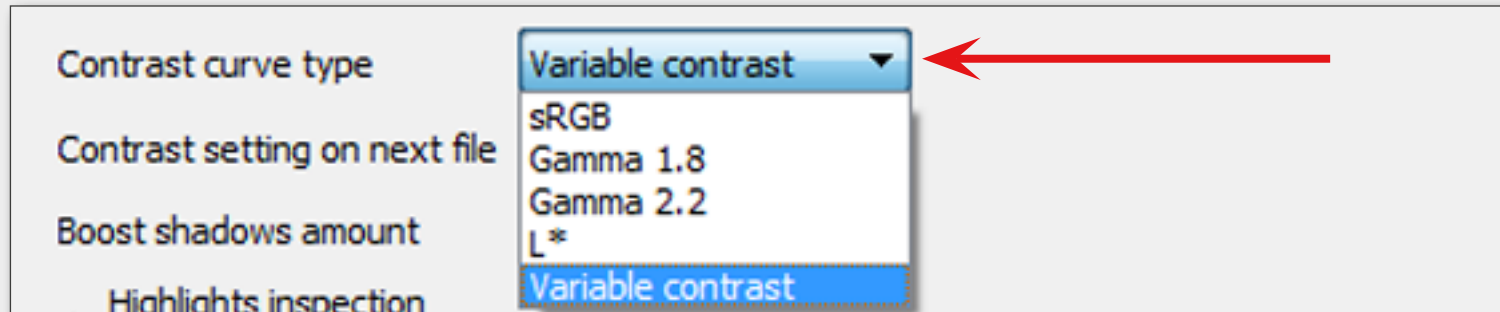 Contrast curve type
Variable contrast
sRGB
Contrast setting on next file
Gamma 1.8
Gamma 2.2
Boost shadows amount
L*
Variable contrast
Highlights inspection